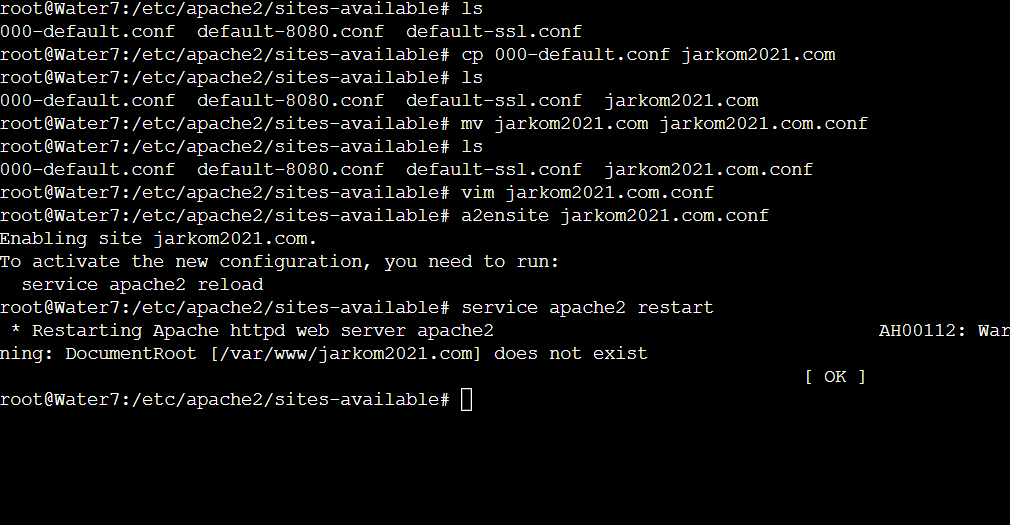 root@Water7:/etc/apache2/sites-available# ls
000-default.conf  default-8080.conf  default-ssl.conf
root@Water7:/etc/apache2/sites-available# cp 000-default.conf jarkom2021.com
root@Water7:/etc/apache2/sites-available# ls
000-default.conf  default-8080.conf  default-ssl.conf  jarkom2021.com
root@Water7:/etc/apache2/sites-available# mv jarkom2021.com jarkom2021.com.conf
root@Water7:/etc/apache2/sites-available# ls
000-default.conf  default-8080.conf  default-ssl.conf  jarkom2021.com.conf
root@Water7:/etc/apache2/sites-available# vim jarkom2021.com.conf
root@Water7:/etc/apache2/sites-available# a2ensite jarkom2021.com.conf
Enabling site jarkom2021.com.
To activate the new configuration, you need to run:
  service apache2 reload
root@Water7:/etc/apache2/sites-available# service apache2 restart
 * Restarting Apache httpd web server apache2                                   AH00112: War
ning: DocumentRoot [/var/www/jarkom2021.com] does not exist
                                                                         [ OK ]
root@Water7:/etc/apache2/sites-available#